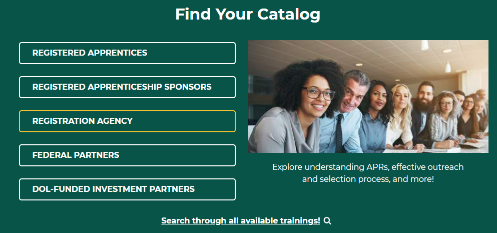 Find Your Catalog
REGISTERED APPRENTICES
REGISTERED APPRENTICESHIP SPONSORS
REGISTRATION AGENCY
FEDERAL PARTNERS
DOL-FUNDED INVESTMENT PARTNERS
Explore understanding APRs, effective outreach
and selection process, and more!
Search through all available trainings!